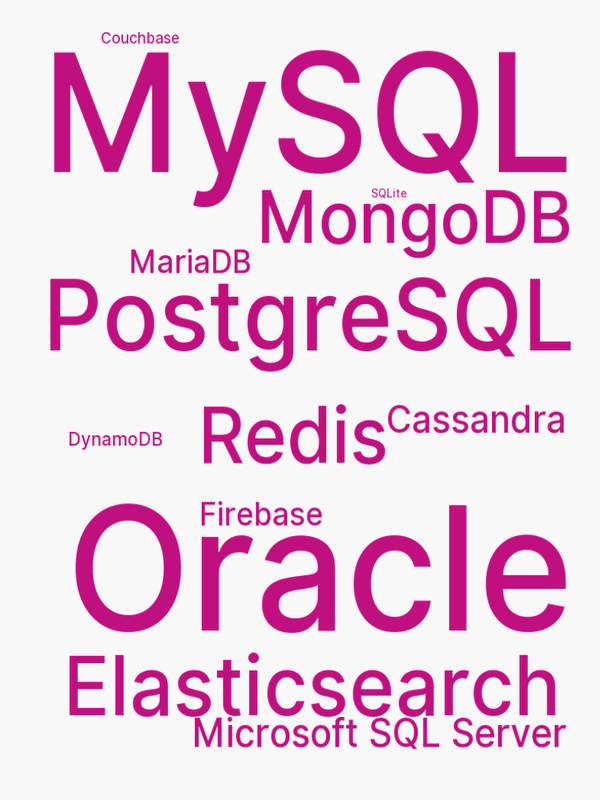 Couchbase
MySQL
SQLite
MongoDB
MariaDB
PostgreSQL
Cassandra
Redis
DynamoDB
Firebase
Oracle
Elasticsearch
Microsoft SQL Server